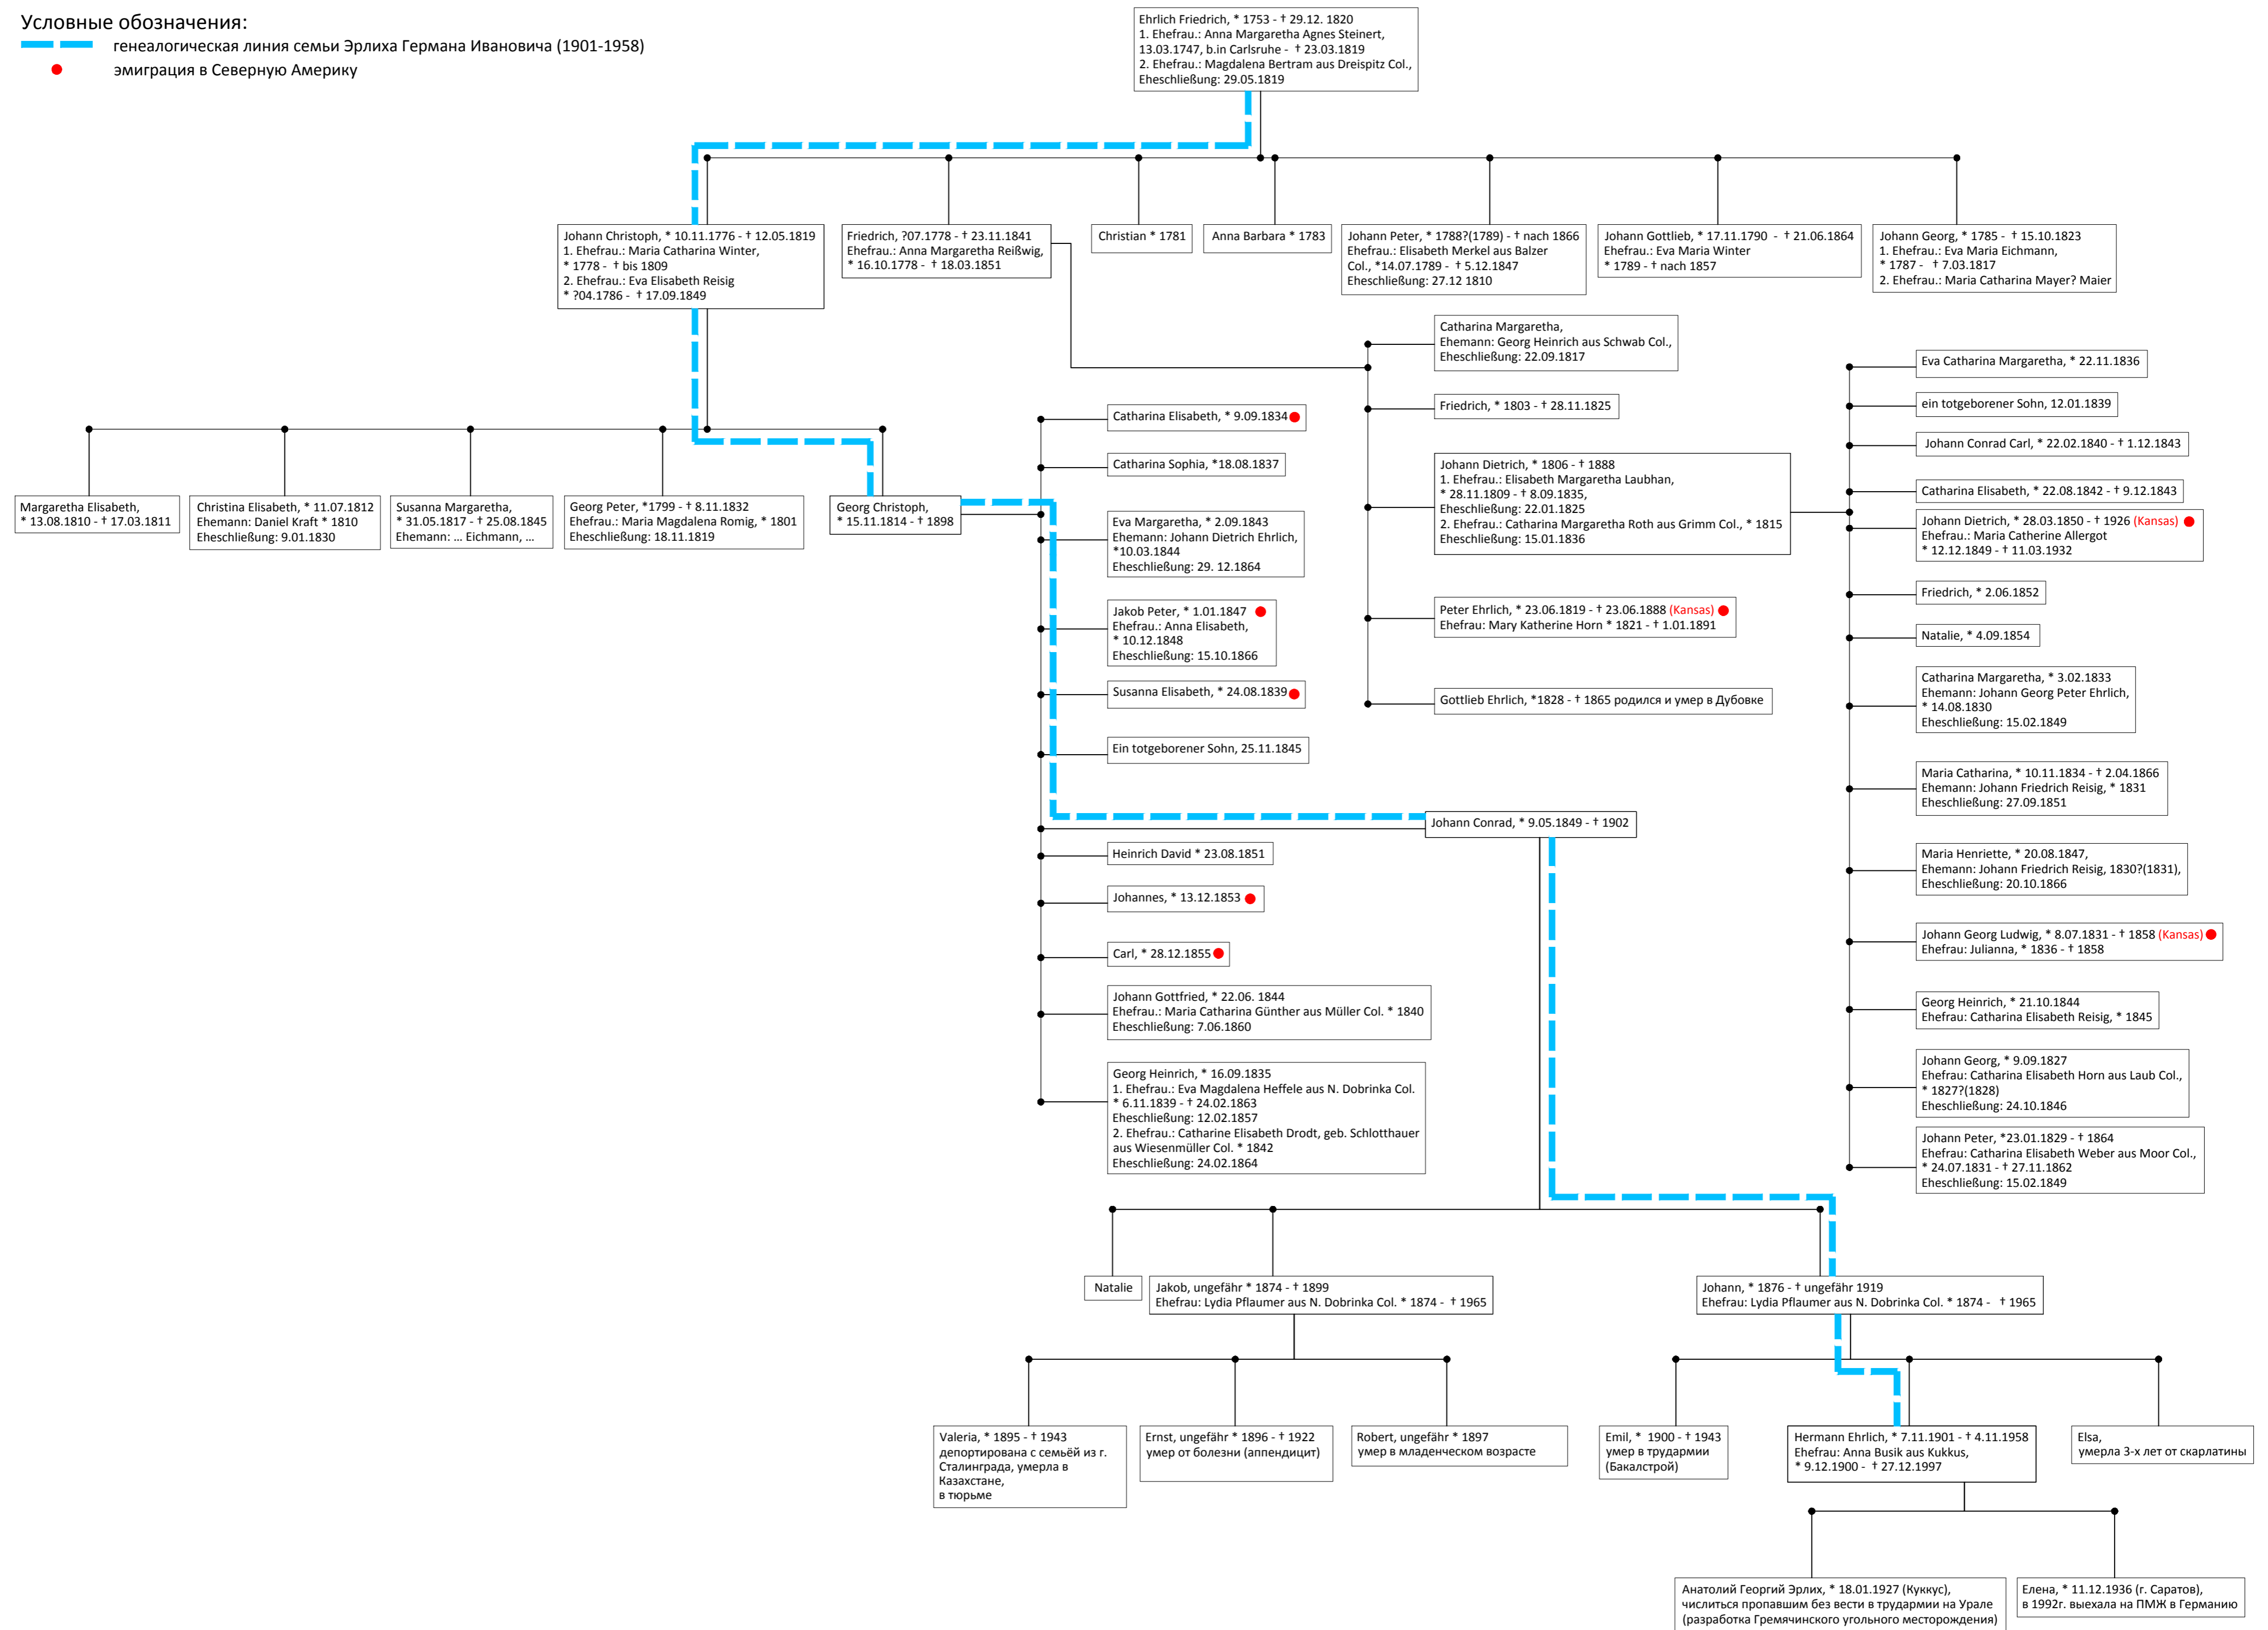 Условные обозначения:
генеалогическая линия семьи Эрлиха Германа Ивановича (1901-1958)
эмиграция в Северную Америку
Ehrlich Friedrich, * 1753 - † 29.12. 1820
1. Ehefrau.: Anna Margaretha Agnes Steinert,
13.03.1747, b.in Carlsruhe - † 23.03.1819
2. Ehefrau.: Magdalena Bertram aus Dreispitz Col.,
Eheschließung: 29.05.1819
Johann Christoph, * 10.11.1776 - † 12.05.1819
1. Ehefrau.: Maria Catharina Winter,
* 1778 - † bis 1809
2. Ehefrau.: Eva Elisabeth Reisig
* ?04.1786 - † 17.09.1849
Friedrich, ?07.1778 - † 23.11.1841
Ehefrau.: Anna Margaretha Reißwig,
* 16.10.1778 - † 18.03.1851
Christian * 1781
Anna Barbara * 1783
Johann Peter, * 1788?(1789) - † nach 1866
Ehefrau.: Elisabeth Merkel aus Balzer
Col., *14.07.1789 - † 5.12.1847
Eheschließung: 27.12 1810
Johann Gottlieb, * 17.11.1790 - † 21.06.1864
Ehefrau.: Eva Maria Winter
* 1789 - † nach 1857
Johann Georg, * 1785 - † 15.10.1823
1. Ehefrau.: Eva Maria Eichmann,
* 1787 - † 7.03.1817
2. Ehefrau.: Maria Catharina Mayer? Maier
Margaretha Elisabeth,
* 13.08.1810 - † 17.03.1811
Christina Elisabeth, * 11.07.1812
Ehemann: Daniel Kraft * 1810
Eheschließung: 9.01.1830
Susanna Margaretha,
* 31.05.1817 - † 25.08.1845
Ehemann: ... Eichmann, ...
Georg Peter, *1799 - † 8.11.1832
Ehefrau.: Maria Magdalena Romig, * 1801
Eheschließung: 18.11.1819
Georg Christoph,
* 15.11.1814 - † 1898
Catharina Elisabeth, * 9.09.1834
Catharina Sophia, *18.08.1837
Eva Margaretha, * 2.09.1843
Ehemann: Johann Dietrich Ehrlich,
*10.03.1844
Eheschließung: 29. 12.1864
Jakob Peter, * 1.01.1847
Ehefrau.: Anna Elisabeth,
* 10.12.1848
Eheschließung: 15.10.1866
Susanna Elisabeth, * 24.08.1839
Ein totgeborener Sohn, 25.11.1845
Johann Conrad, * 9.05.1849 - † 1902
Heinrich David * 23.08.1851
Johannes, * 13.12.1853
Carl, * 28.12.1855
Johann Gottfried, * 22.06. 1844
Ehefrau.: Maria Catharina Günther aus Müller Col. * 1840
Eheschließung: 7.06.1860
Georg Heinrich, * 16.09.1835
1. Ehefrau.: Eva Magdalena Heffele aus N. Dobrinka Col.
* 6.11.1839 - † 24.02.1863
Eheschließung: 12.02.1857
2. Ehefrau.: Catharine Elisabeth Drodt, geb. Schlotthauer
aus Wiesenmüller Col. * 1842
Eheschließung: 24.02.1864
Catharina Margaretha,
Ehemann: Georg Heinrich aus Schwab Col.,
Eheschließung: 22.09.1817
Friedrich, * 1803 - † 28.11.1825
Johann Dietrich, * 1806 - † 1888
1. Ehefrau.: Elisabeth Margaretha Laubhan,
* 28.11.1809 - † 8.09.1835,
Eheschließung: 22.01.1825
2. Ehefrau.: Catharina Margaretha Roth aus Grimm Col., * 1815
Eheschließung: 15.01.1836
Peter Ehrlich, * 23.06.1819 - † 23.06.1888 (Kansas)
Ehefrau: Mary Katherine Horn * 1821 - † 1.01.1891
Gottlieb Ehrlich, *1828 - † 1865 родился и умер в Дубовке
Eva Catharina Margaretha, * 22.11.1836
ein totgeborener Sohn, 12.01.1839
Johann Conrad Carl, * 22.02.1840 - † 1.12.1843
Catharina Elisabeth, * 22.08.1842 - † 9.12.1843
Johann Dietrich, * 28.03.1850 - † 1926 (Kansas)
Ehefrau.: Maria Catherine Allergot
* 12.12.1849 - † 11.03.1932
Friedrich, * 2.06.1852
Natalie, * 4.09.1854
Catharina Margaretha, * 3.02.1833
Ehemann: Johann Georg Peter Ehrlich,
* 14.08.1830
Eheschließung: 15.02.1849
Maria Catharina, * 10.11.1834 - † 2.04.1866
Ehemann: Johann Friedrich Reisig, * 1831
Eheschließung: 27.09.1851
Maria Henriette, * 20.08.1847,
Ehemann: Johann Friedrich Reisig, 1830?(1831),
Eheschließung: 20.10.1866
Johann Georg Ludwig, * 8.07.1831 - † 1858 (Kansas)
Ehefrau: Julianna, * 1836 - † 1858
Georg Heinrich, * 21.10.1844
Ehefrau: Catharina Elisabeth Reisig, * 1845
Johann Georg, * 9.09.1827
Ehefrau: Catharina Elisabeth Horn aus Laub Col.,
* 1827?(1828)
Eheschließung: 24.10.1846
Johann Peter, *23.01.1829 - † 1864
Ehefrau: Catharina Elisabeth Weber aus Moor Col.,
* 24.07.1831 - † 27.11.1862
Eheschließung: 15.02.1849
Natalie
Jakob, ungefähr * 1874 - † 1899
Ehefrau: Lydia Pflaumer aus N. Dobrinka Col. * 1874 - † 1965
Johann, * 1876 - † ungefähr 1919
Ehefrau: Lydia Pflaumer aus N. Dobrinka Col. * 1874 - † 1965
Valeria, * 1895 - † 1943
депортирована с семьёй из г.
Сталинграда, умерла в
Казахстане,
в тюрьме
Ernst, ungefähr * 1896 - † 1922
умер от болезни (аппендицит)
Robert, ungefähr * 1897
умер в младенческом возрасте
Emil, * 1900 - † 1943
умер в трудармии
(Бакалстрой)
Hermann Ehrlich, * 7.11.1901 - † 4.11.1958
Ehefrau: Anna Busik aus Kukkus,
* 9.12.1900 - † 27.12.1997
Elsa,
умерла 3-х лет от скарлатины
Анатолий Георгий Эрлих, * 18.01.1927 (Куккус),
числиться пропавшим без вести в трудармии на Урале
(разработка Гремячинского угольного месторождения)
Елена, * 11.12.1936 (г. Саратов),
в 1992г. выехала на ПМЖ в Германию